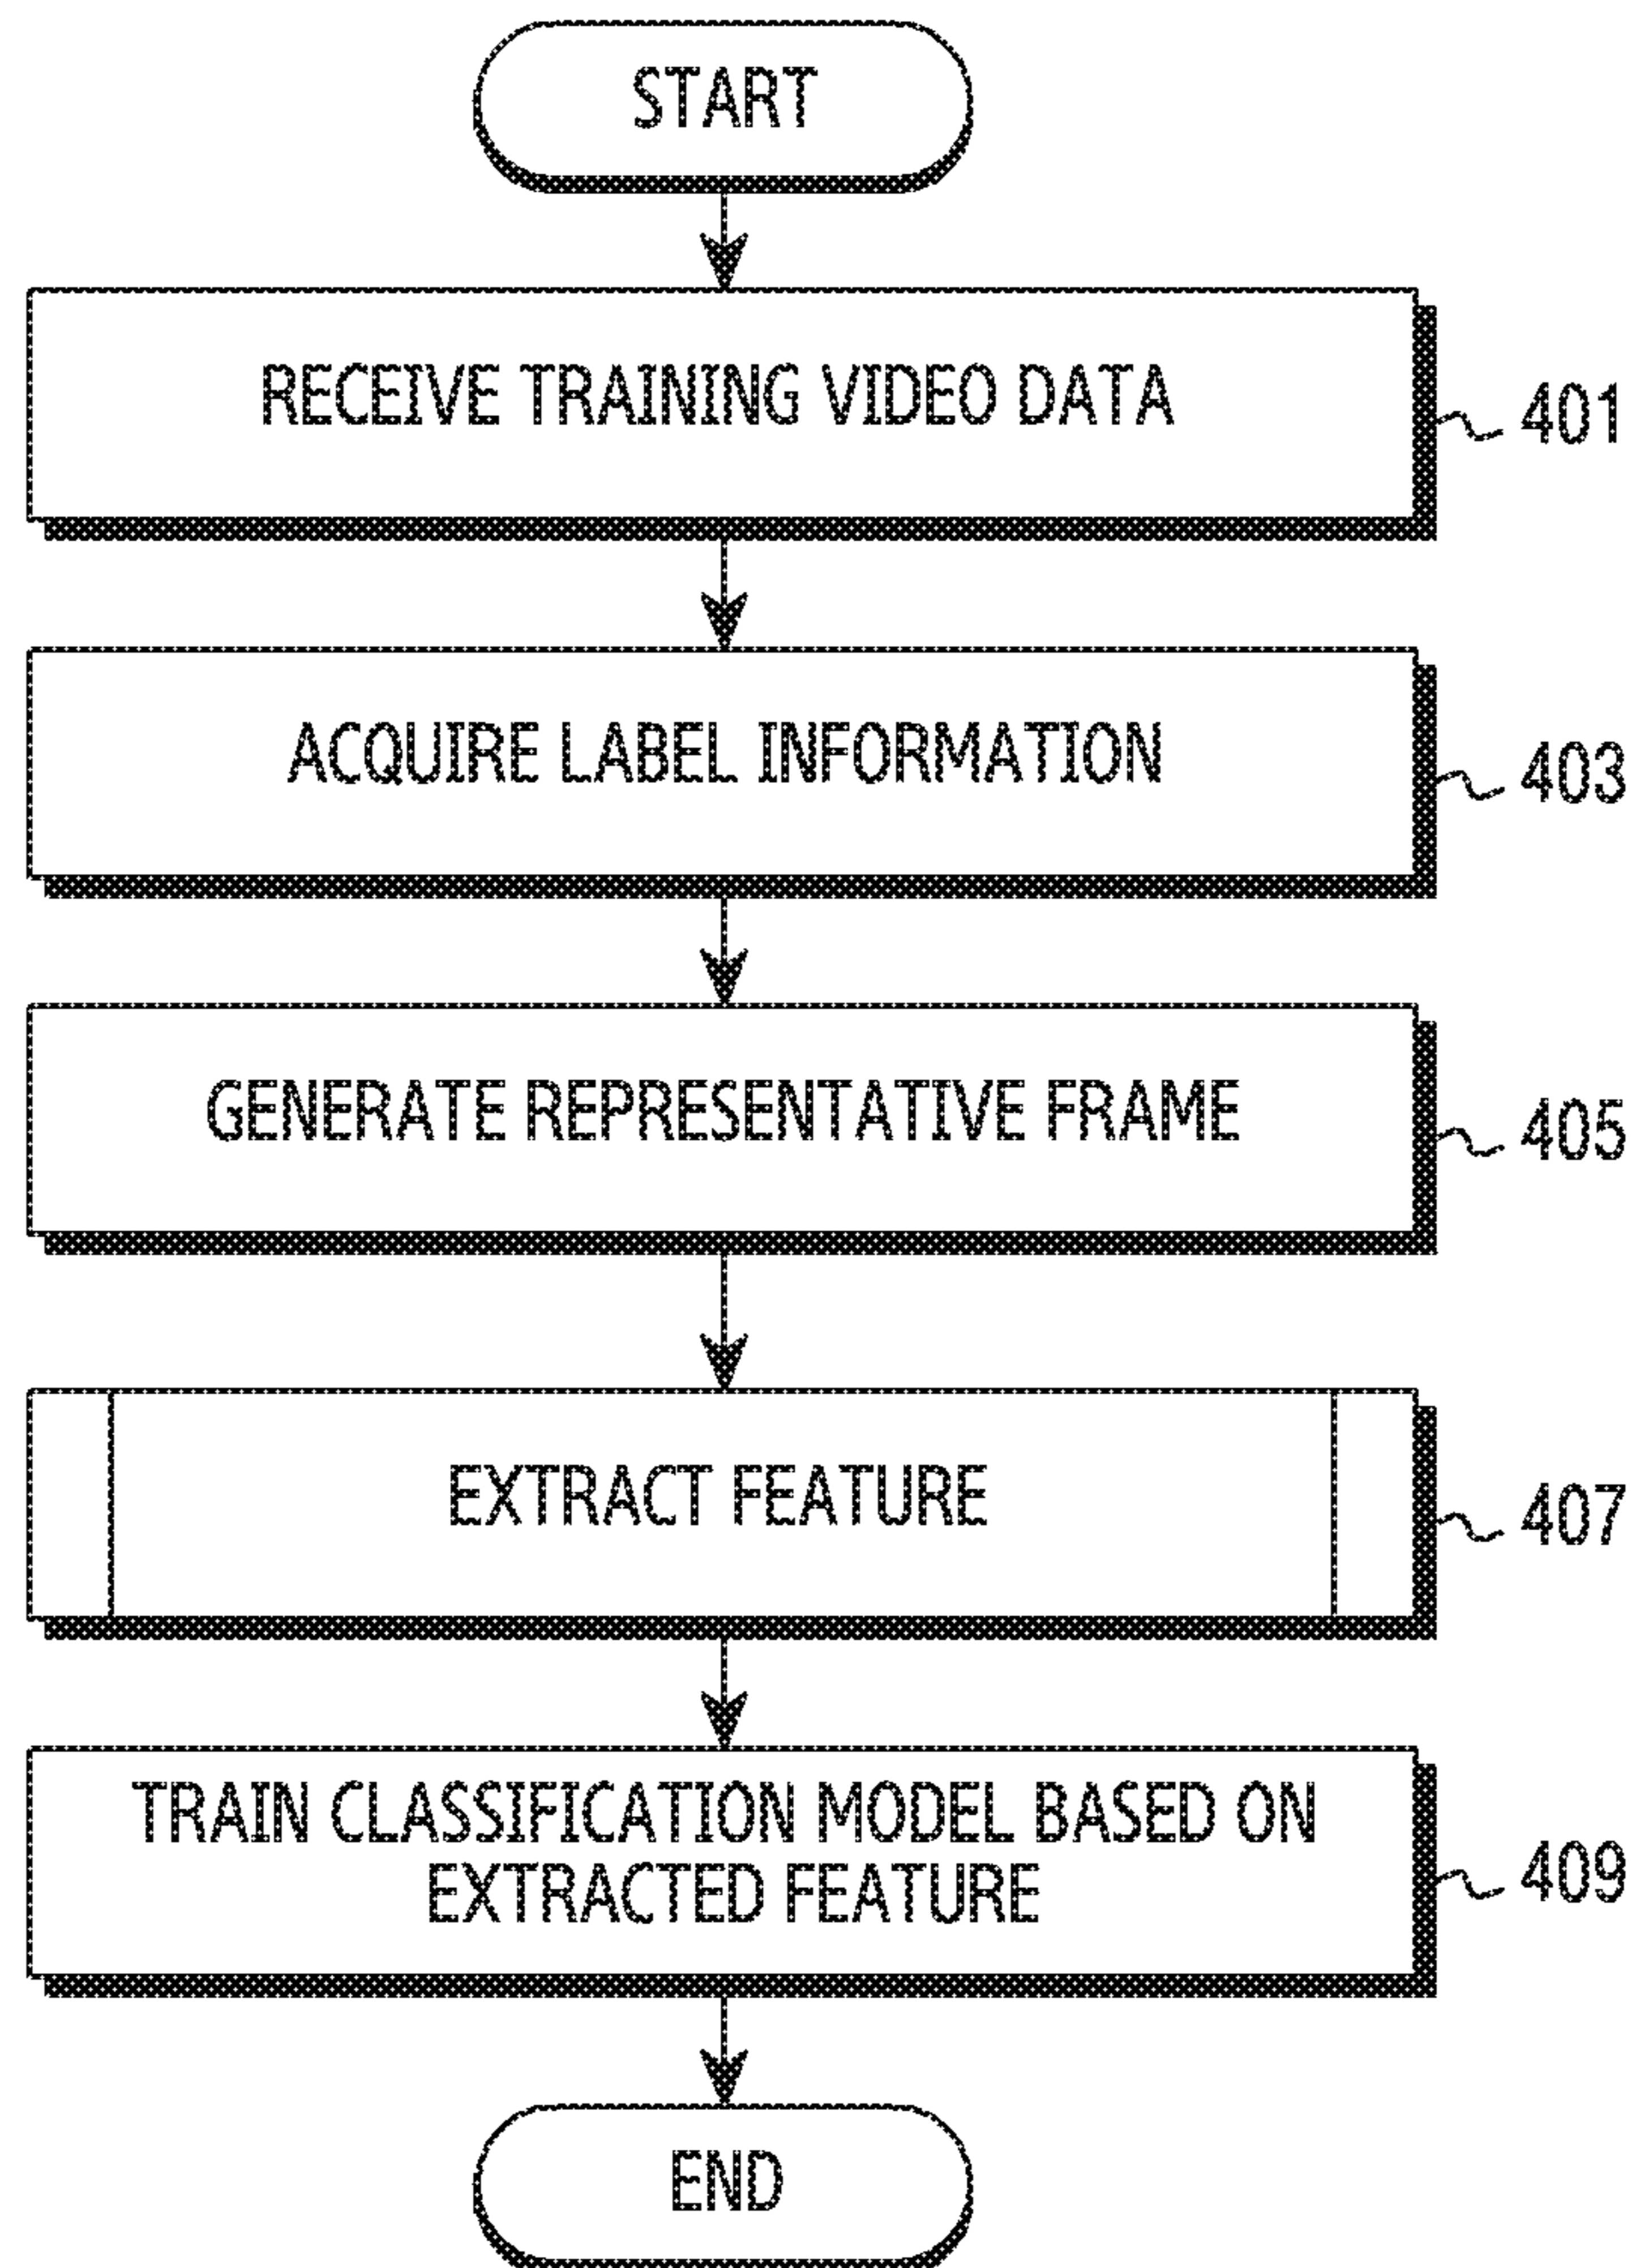 START
RECEIVE TRAINING VIDEO DATA
401
ACQUIRE LABEL INFORMATION
403
GENERATE REPRESENTATIVE FRAME
405
EXTRACT FEATURE
407
TRAIN CLASSIFICATION MODEL BASED ON
EXTRACTED FEATURE
409
END